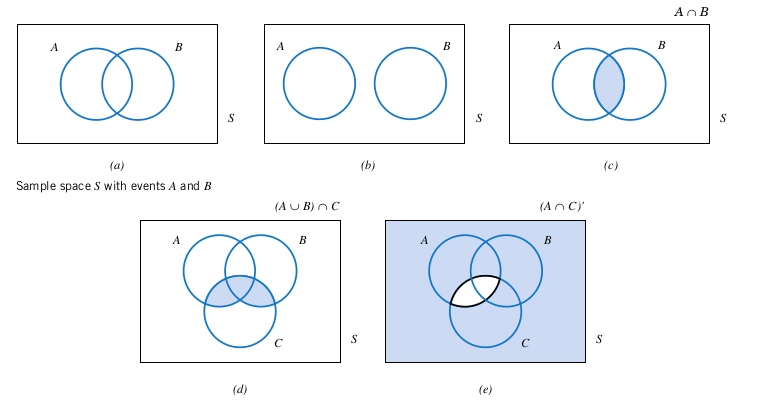 A ∩ B
A B A B A B
S S S
(a) (b) (c)
Sample space S with events A and B
(A ∪ B) ∩ C (A ∩ C)′
A B A B
S S
C C
(d) (e)